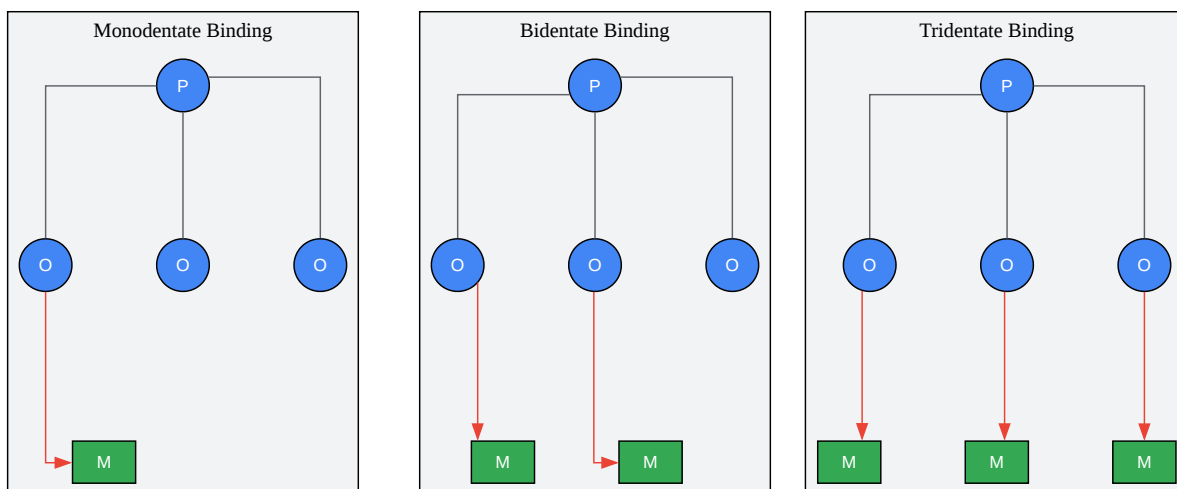 Monodentate Binding
P
O
O
O
M
Bidentate Binding
P
O
O
O
M
M
Tridentate Binding
P
O
O
O
M
M
M